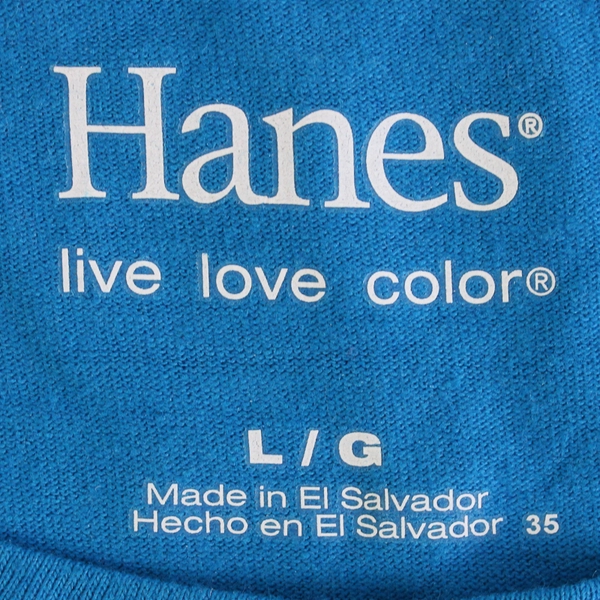 Hanes®
live love color®
L / G
Made in El Salvador
Hecho en El Salvador 35